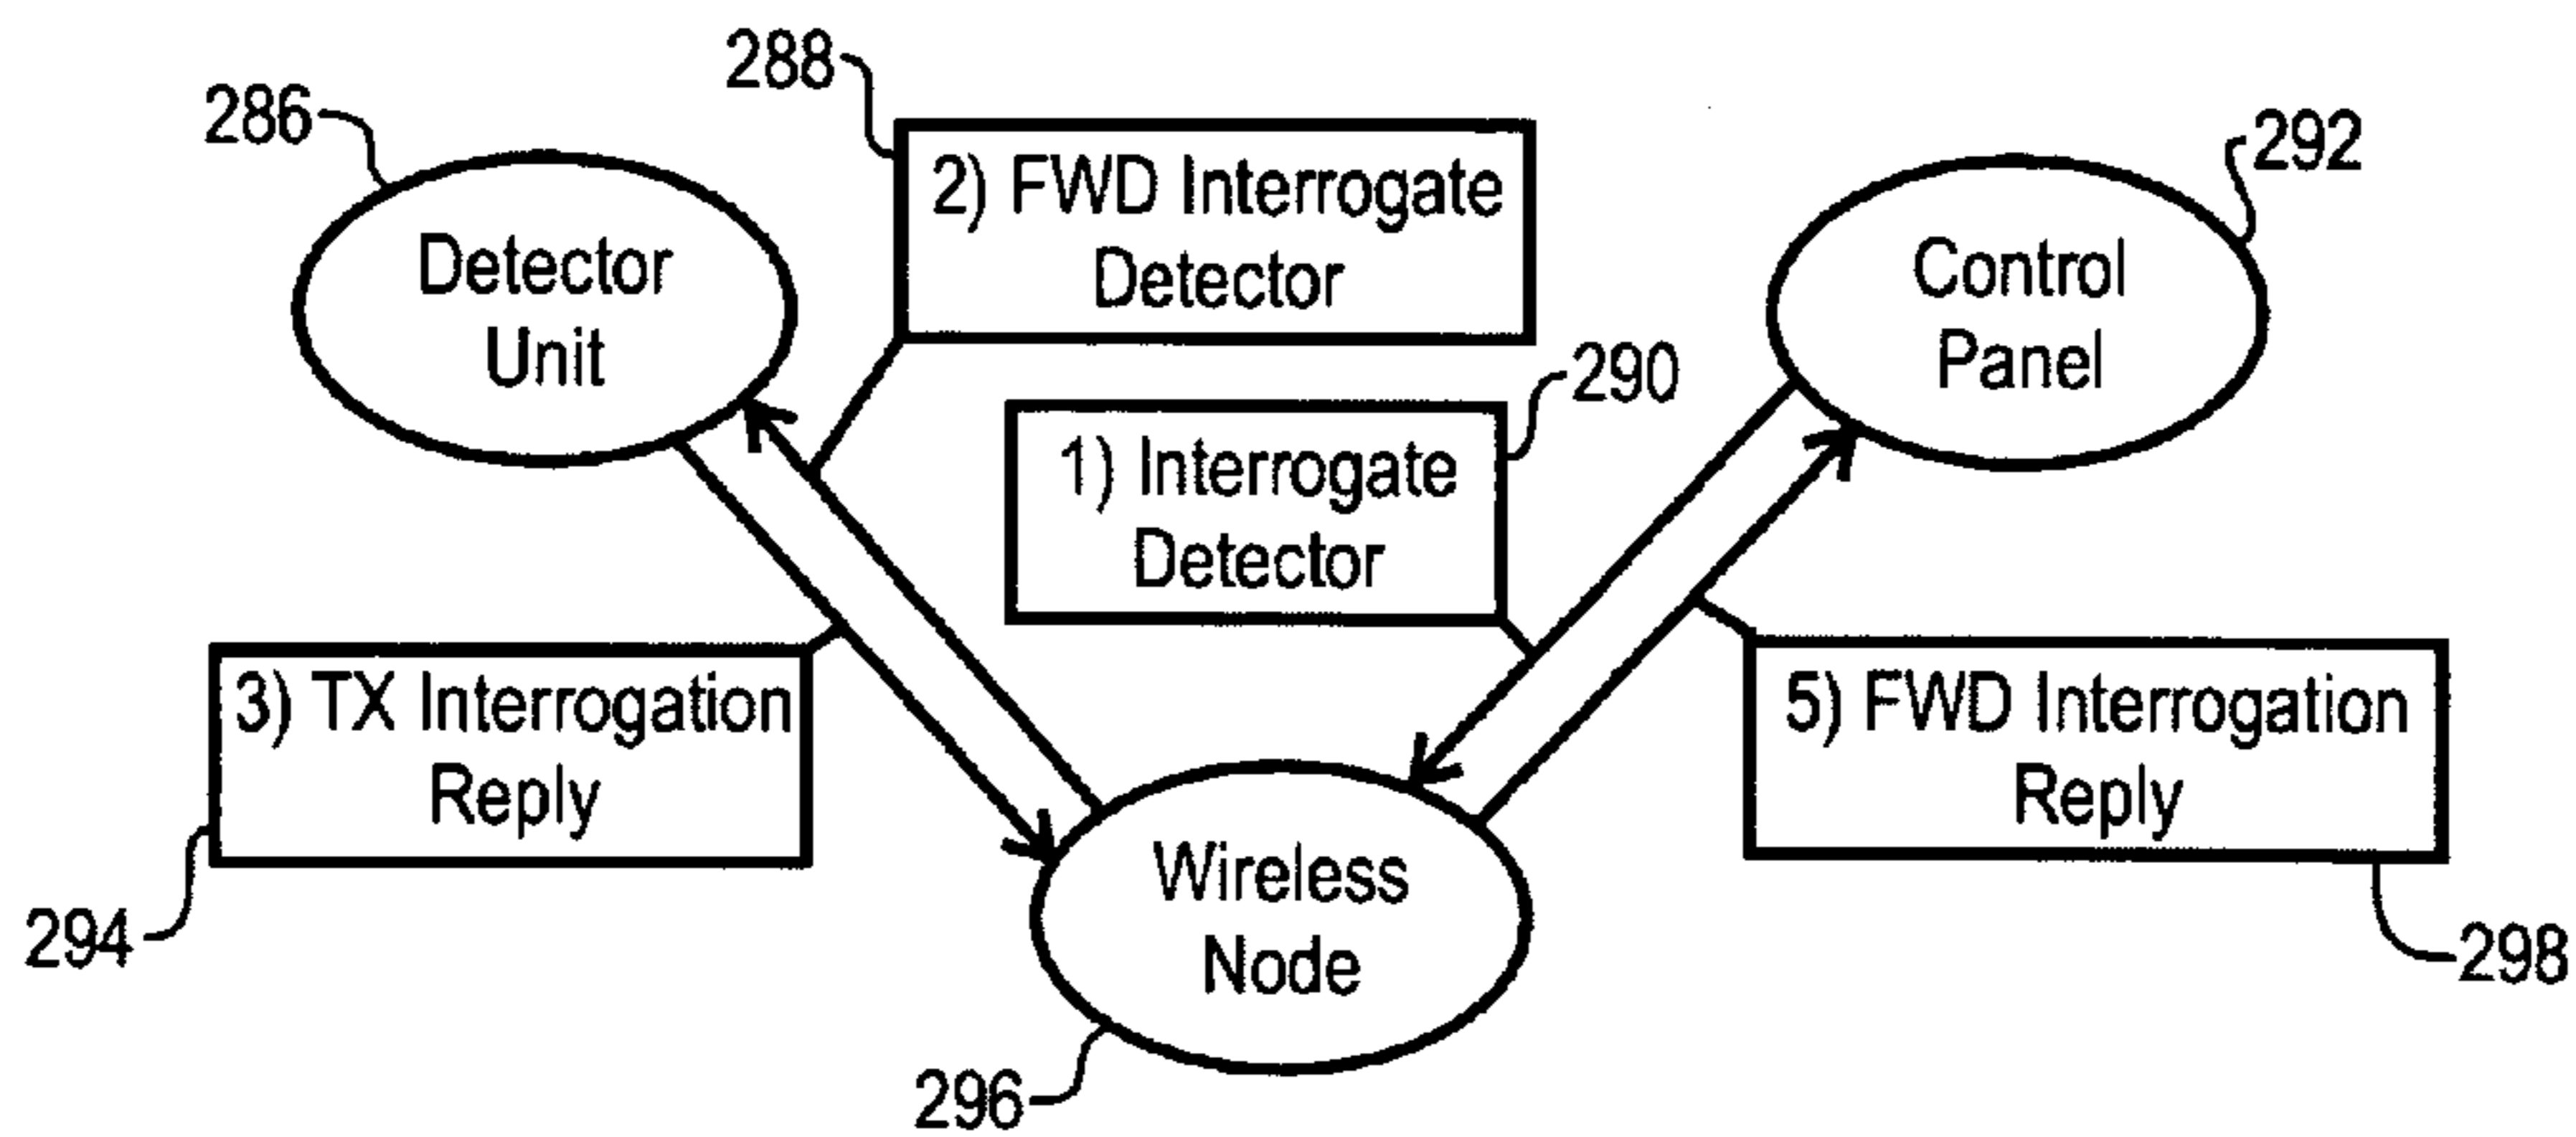 288
286
2) FWD Interrogate
Detector
292
Detector
Unit
Control
Panel
290
1) Interrogate
Detector
3) TX Interrogation
Reply
5) FWD Interrogation
Reply
294
Wireless
Node
298
296